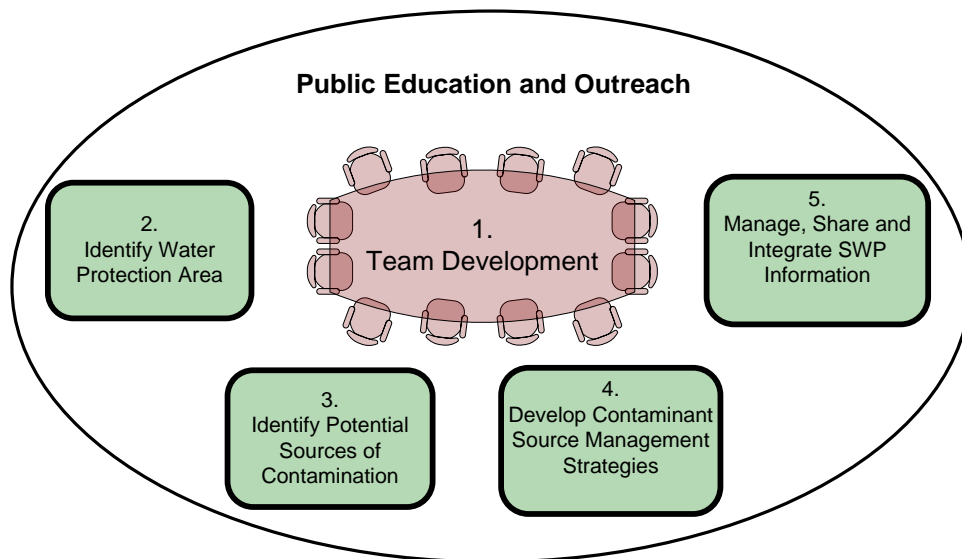 Public Education and Outreach
1.
Team Development
2.
Identify Water
Protection Area
3.
Identify Potential
Sources of
Contamination
4.
Develop Contaminant
Source Management
Strategies
5.
Manage, Share and
Integrate SWP
Information